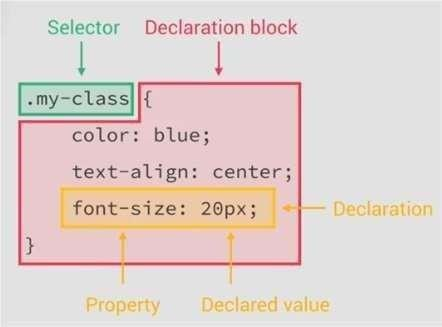 Selector Declaration block
.my-class {
color: blue;
text-align: center;
font-size: 20px; Declaration
}
Property Declared value